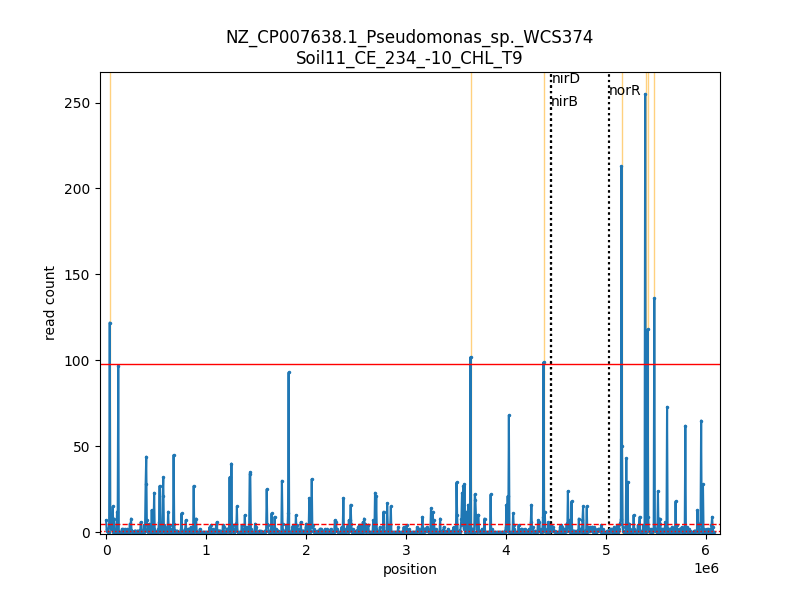 NZ_CP007638.1_Pseudomonas_sp._WCS374
Soil11_CE_234_-10_CHL_T9
nirD
nirB
norR
250
200
150
100
50
0
read count
0 1 2 3 4 5 6
1e6
position